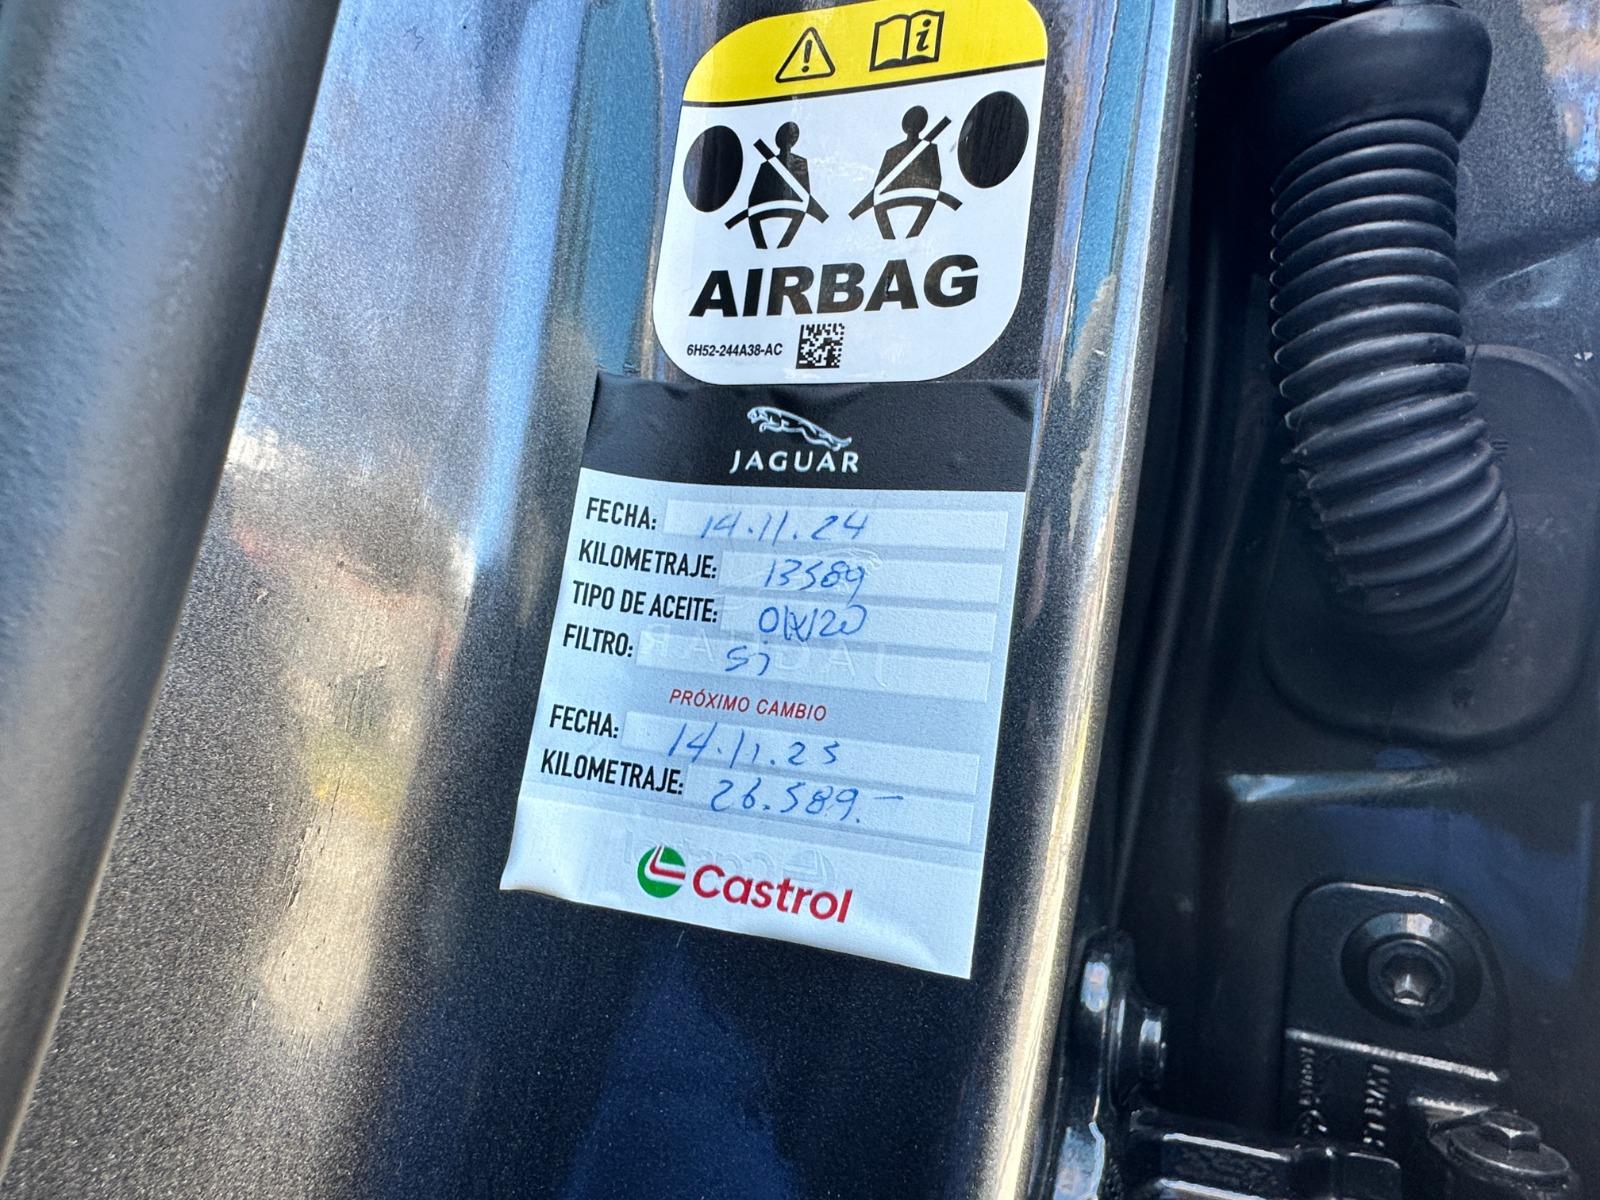 AIRBAG
6H52-244A38-AC
JAGUAR
FECHA: 14.11.24
KILOMETRAJE: 13589
TIPO DE ACEITE: 0W20
FILTRO: Si
PRÓXIMO CAMBIO
FECHA: 14.11.25
KILOMETRAJE: 26.589.-
Castrol